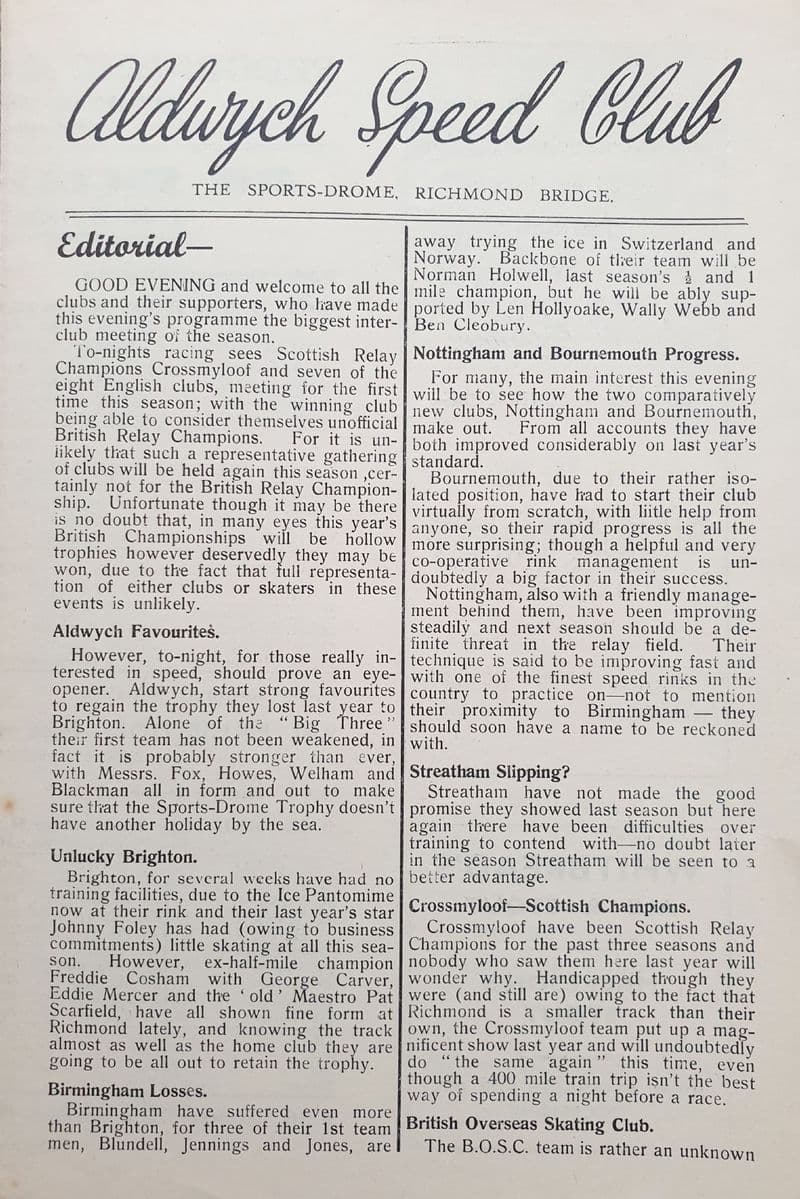 Aldwych Speed Club
THE SPORTS-DROME, RICHMOND BRIDGE.
Editorial—
GOOD EVENING and welcome to all the
clubs and their supporters, who have made
this evening's programme the biggest inter-
club meeting of the season.
To-nights racing sees Scottish Relay
Champions Crossmyloof and seven of the
eight English clubs, meeting for the first
time this season; with the winning club
being able to consider themselves unofficial
British Relay Champions. For it is un-
likely that such a representative gathering
of clubs will be held again this season ,cer-
tainly not for the British Relay Champion-
ship. Unfortunate though it may be there
is no doubt that, in many eyes this year's
British Championships will be hollow
trophies however deservedly they may be
won, due to the fact that full representa-
tion of either clubs or skaters in these
events is unlikely.
Aldwych Favourites.
However, to-night, for those really in-
terested in speed, should prove an eye-
opener. Aldwych, start strong favourites
to regain the trophy they lost last year to
Brighton. Alone of the "Big Three"
their first team has not been weakened, in
fact it is probably stronger than ever,
with Messrs. Fox, Howes, Welham and
Blackman all in form and out to make
sure that the Sports-Drome Trophy doesn't
have another holiday by the sea.
Unlucky Brighton.
Brighton, for several weeks have had no
training facilities, due to the Ice Pantomime
now at their rink and their last year's star
Johnny Foley has had (owing to business
commitments) little skating at all this sea-
son. However, ex-half-mile champion
Freddie Cosham with George Carver,
Eddie Mercer and the 'old' Maestro Pat
Scarfield, have all shown fine form at
Richmond lately, and knowing the track
almost as well as the home club they are
going to be all out to retain the trophy.
Birmingham Losses.
Birmingham have suffered even more
than Brighton, for three of their 1st team
men, Blundell, Jennings and Jones, are
away trying the ice in Switzerland and
Norway. Backbone of their team will be
Norman Holwell, last season's ½ and 1
mile champion, but he will be ably sup-
ported by Len Hollyoake, Wally Webb and
Ben Cleobury.
Nottingham and Bournemouth Progress.
For many, the main interest this evening
will be to see how the two comparatively
new clubs, Nottingham and Bournemouth,
make out. From all accounts they have
both improved considerably on last year's
standard.
Bournemouth, due to their rather iso-
lated position, have had to start their club
virtually from scratch, with liitle help from
anyone, so their rapid progress is all the
more surprising; though a helpful and very
co-operative rink management is un-
doubtedly a big factor in their success.
Nottingham, also with a friendly manage-
ment behind them, have been improving
steadily and next season should be a de-
finite threat in the relay field. Their
technique is said to be improving fast and
with one of the finest speed rinks in the
country to practice on—not to mention
their proximity to Birmingham — they
should soon have a name to be reckoned
with.
Streatham Slipping?
Streatham have not made the good
promise they showed last season but here
again there have been difficulties over
training to contend with—no doubt later
in the season Streatham will be seen to a
better advantage.
Crossmyloof—Scottish Champions.
Crossmyloof have been Scottish Relay
Champions for the past three seasons and
nobody who saw them here last year will
wonder why. Handicapped though they
were (and still are) owing to the fact that
Richmond is a smaller track than their
own, the Crossmyloof team put up a mag-
nificent show last year and will undoubtedly
do "the same again" this time, even
though a 400 mile train trip isn't the best
way of spending a night before a race.
British Overseas Skating Club.
The B.O.S.C. team is rather an unknown